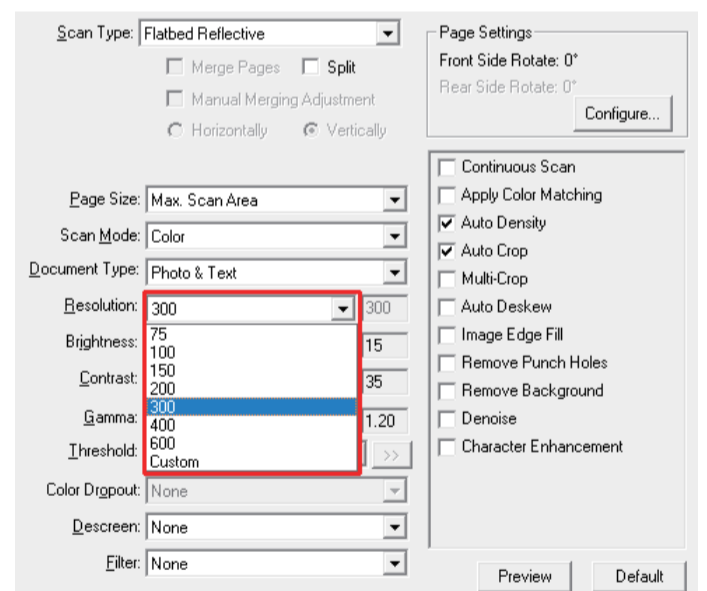 Scan Type: Flatbed Reflective
Merge Pages Split
Manual Merging Adjustment
Horizontally Vertically
Page Size: Max. Scan Area
Scan Mode: Color
Document Type: Photo & Text
Resolution: 300 300
75
Brightness: 15
100
150
Contrast: 35
200
300
Gamma: 1.20
400
600
Threshold: >>
Custom
Color Dropout: None
Descreen: None
Filter: None
Page Settings
Front Side Rotate: 0°
Rear Side Rotate: 0°
Configure...
Continuous Scan
Apply Color Matching
Auto Density
Auto Crop
Multi-Crop
Auto Deskew
Image Edge Fill
Remove Punch Holes
Remove Background
Denoise
Character Enhancement
Preview Default